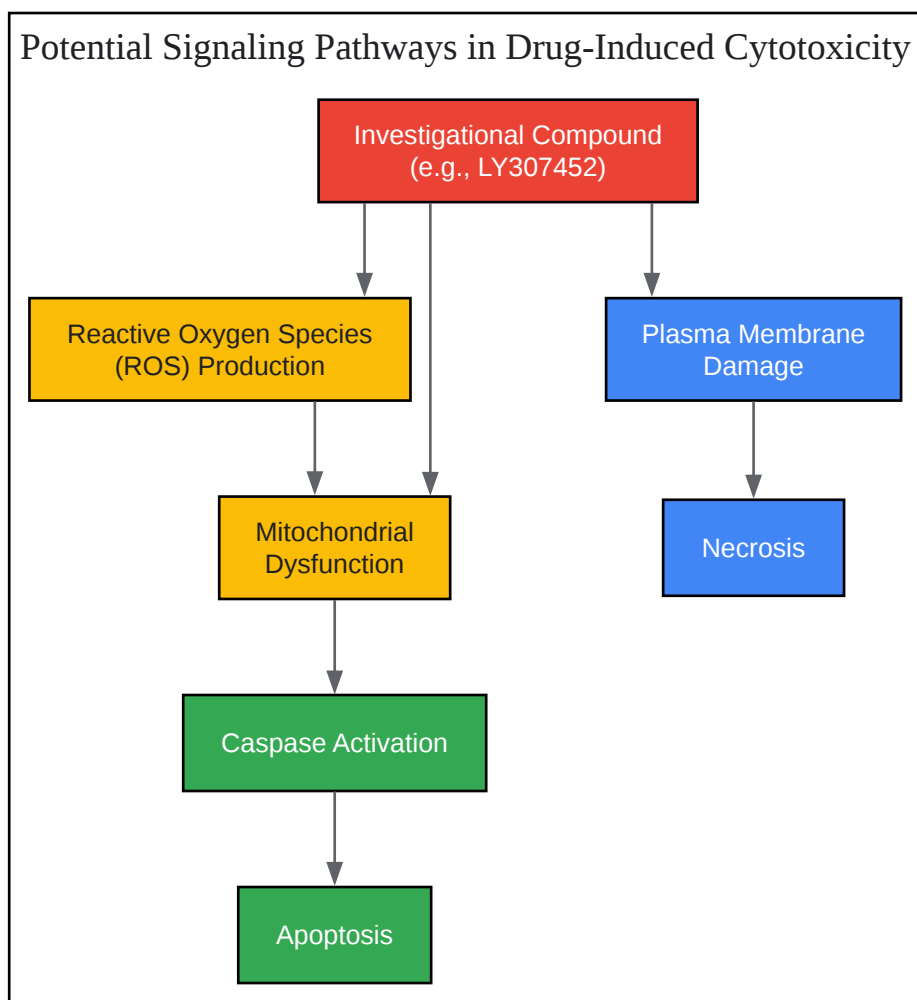 Potential Signaling Pathways in Drug-Induced Cytotoxicity
Investigational Compound
(e.g., LY307452)
Reactive Oxygen Species
(ROS) Production
Plasma Membrane
Damage
Mitochondrial
Dysfunction
Necrosis
Caspase Activation
Apoptosis